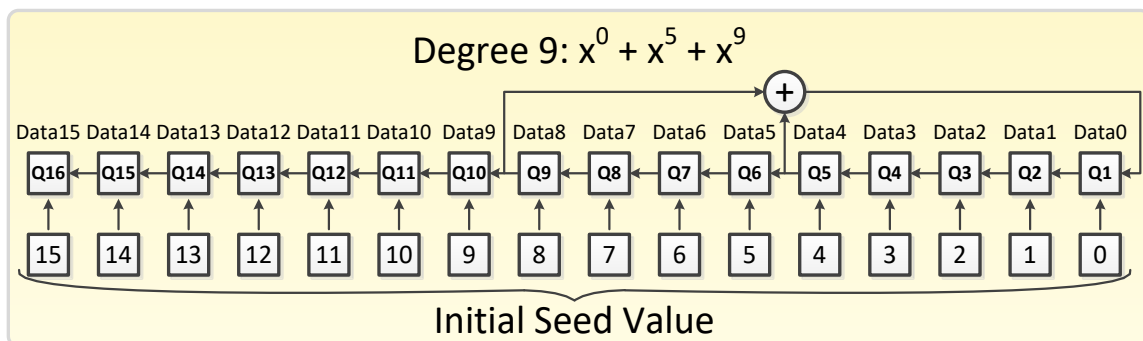 Degree 9: x⁰ + x⁵ + x⁹
+
Data15 Data14 Data13 Data12 Data11 Data10 Data9 Data8 Data7 Data6 Data5 Data4 Data3 Data2 Data1 Data0
Q16 Q15 Q14 Q13 Q12 Q11 Q10 Q9 Q8 Q7 Q6 Q5 Q4 Q3 Q2 Q1
15 14 13 12 11 10 9 8 7 6 5 4 3 2 1 0
Initial Seed Value